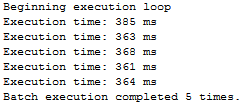 Beginning execution loop
Execution time: 385 ms
Execution time: 363 ms
Execution time: 368 ms
Execution time: 361 ms
Execution time: 364 ms
Batch execution completed 5 times.